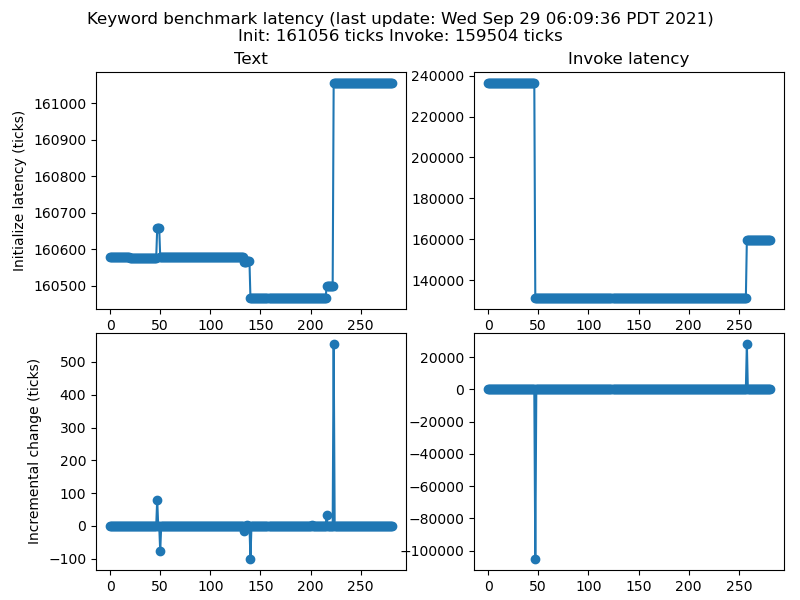 Keyword benchmark latency (last update: Wed Sep 29 06:09:36 PDT 2021)
Init: 161056 ticks Invoke: 159504 ticks
Text
Initialize latency (ticks)
161000
160900
160800
160700
160600
160500
0 50 100 150 200 250
Invoke latency
240000
220000
200000
180000
160000
140000
0 50 100 150 200 250
Incremental change (ticks)
500
400
300
200
100
0
−100
0 50 100 150 200 250
20000
0
−20000
−40000
−60000
−80000
−100000
0 50 100 150 200 250